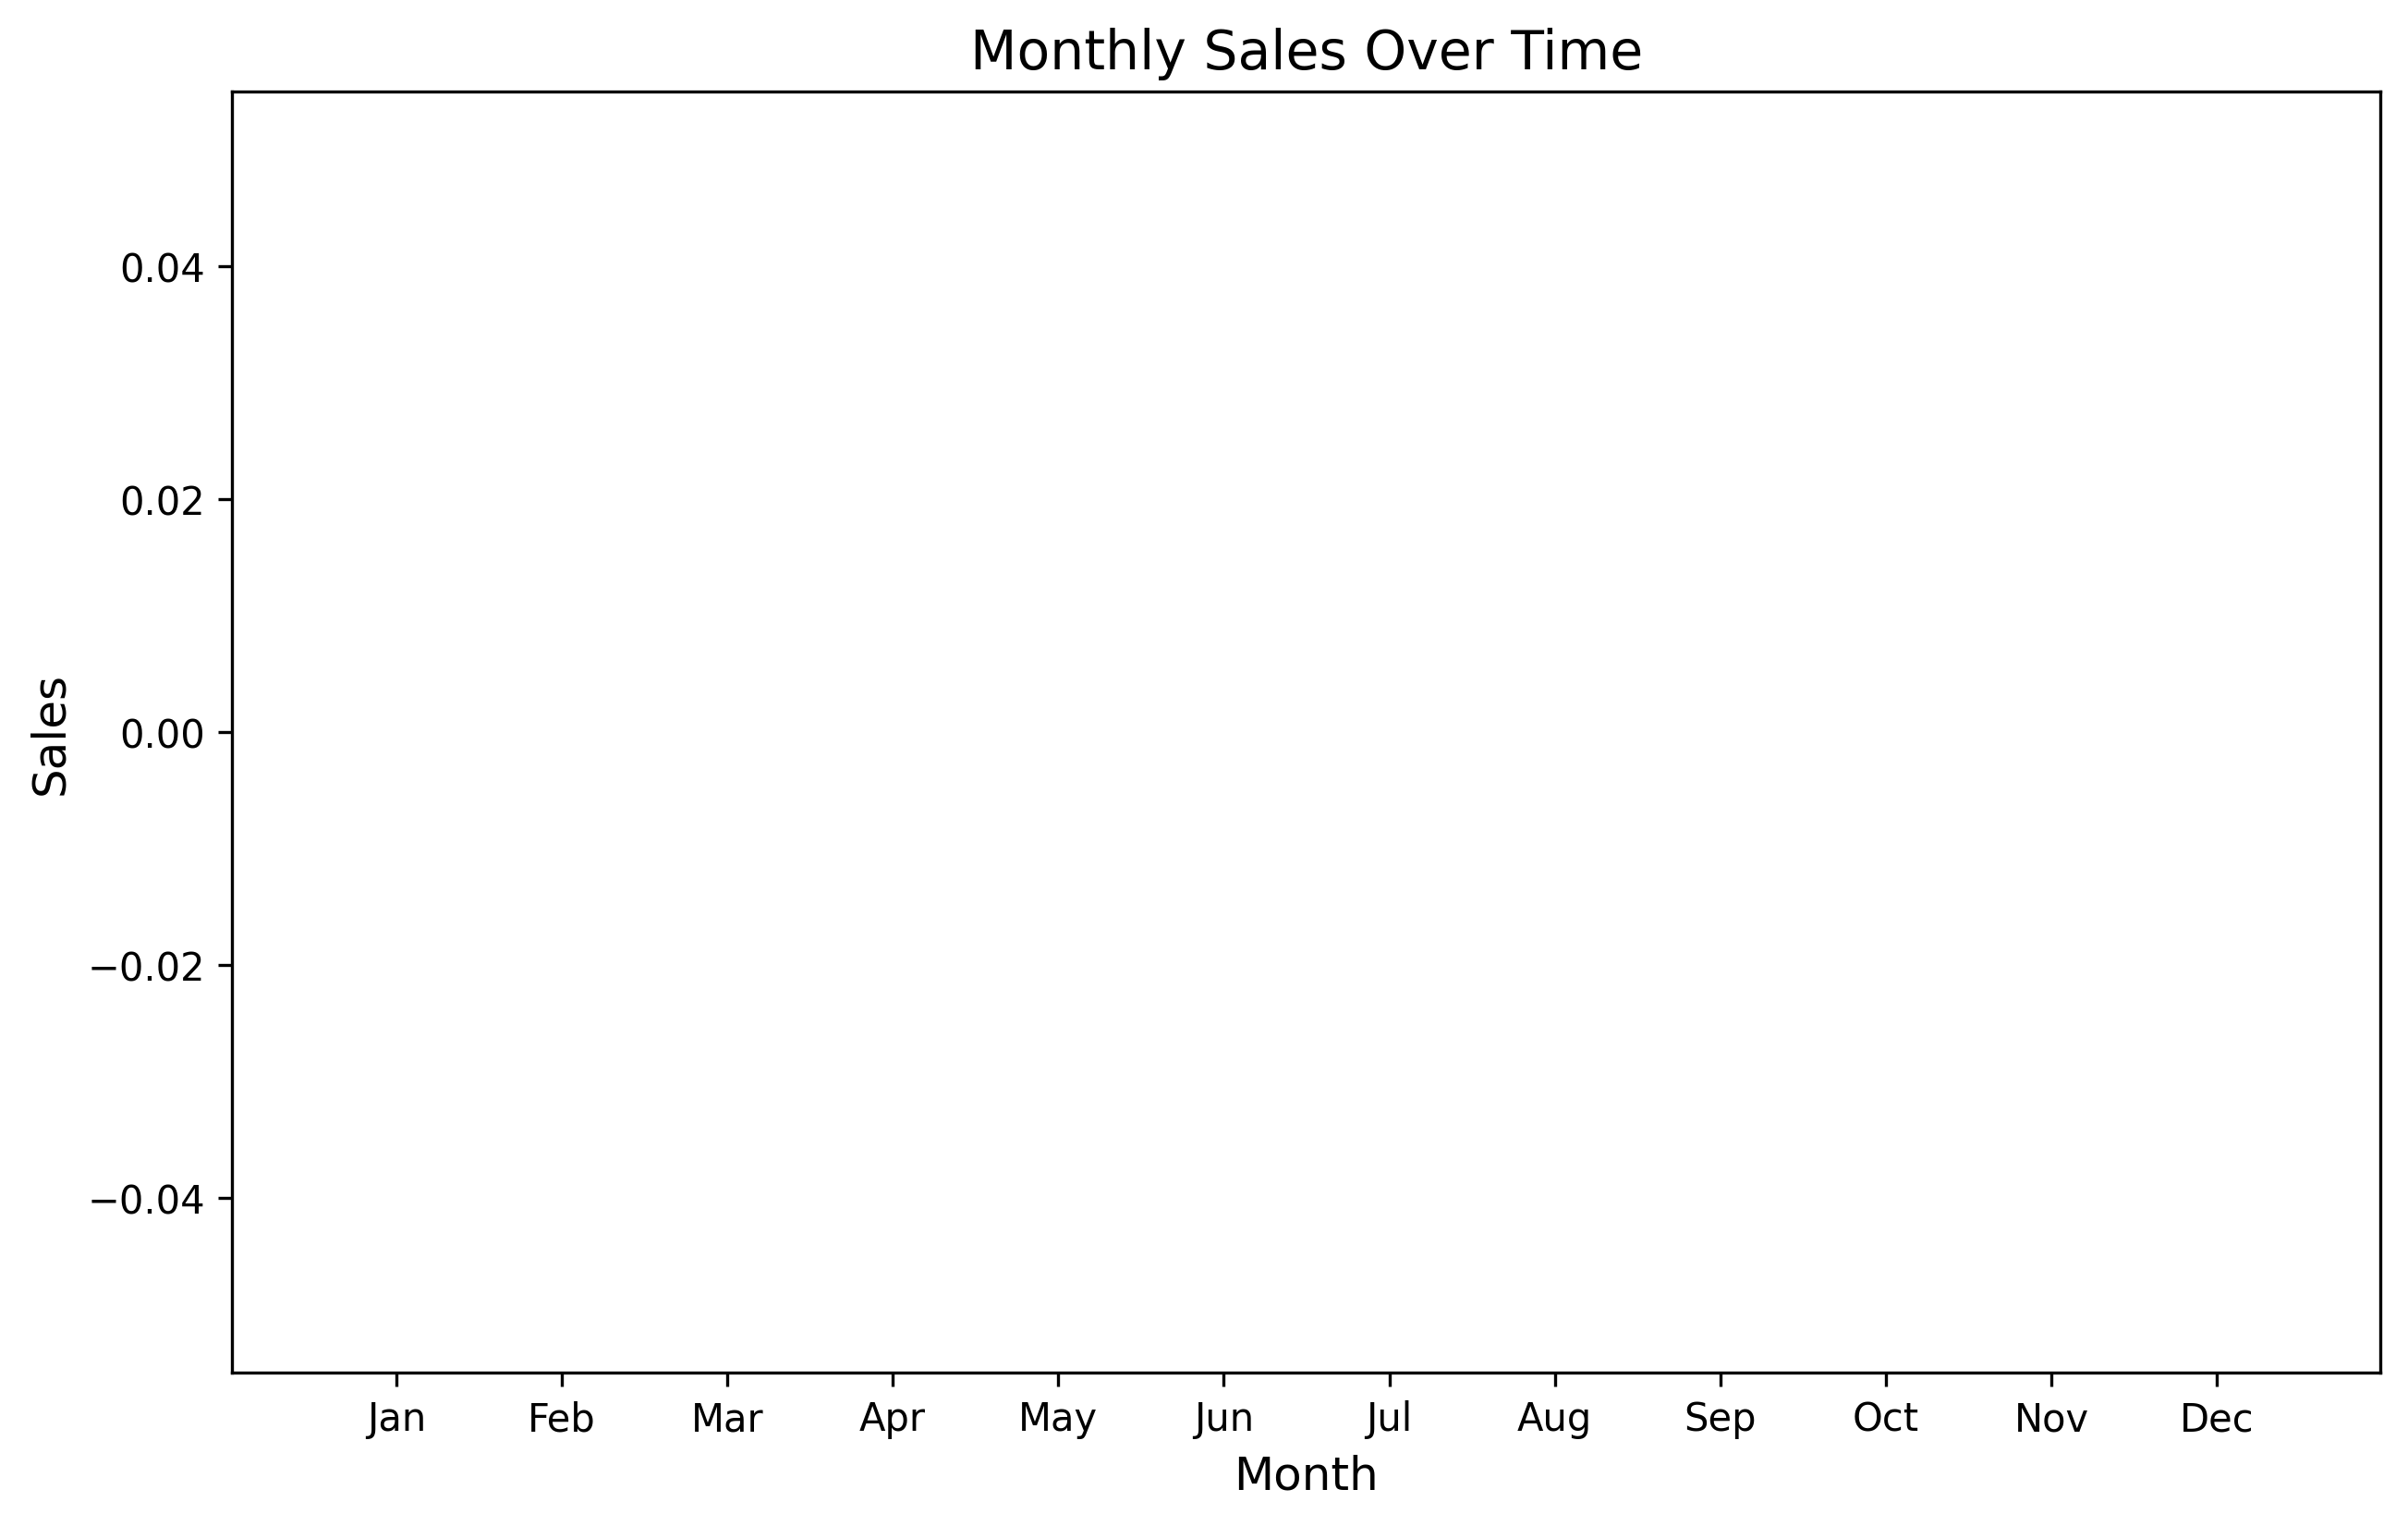 Monthly Sales Over Time
0.04
0.02
0.00
−0.02
−0.04
Sales
Jan Feb Mar Apr May Jun Jul Aug Sep Oct Nov Dec
Month